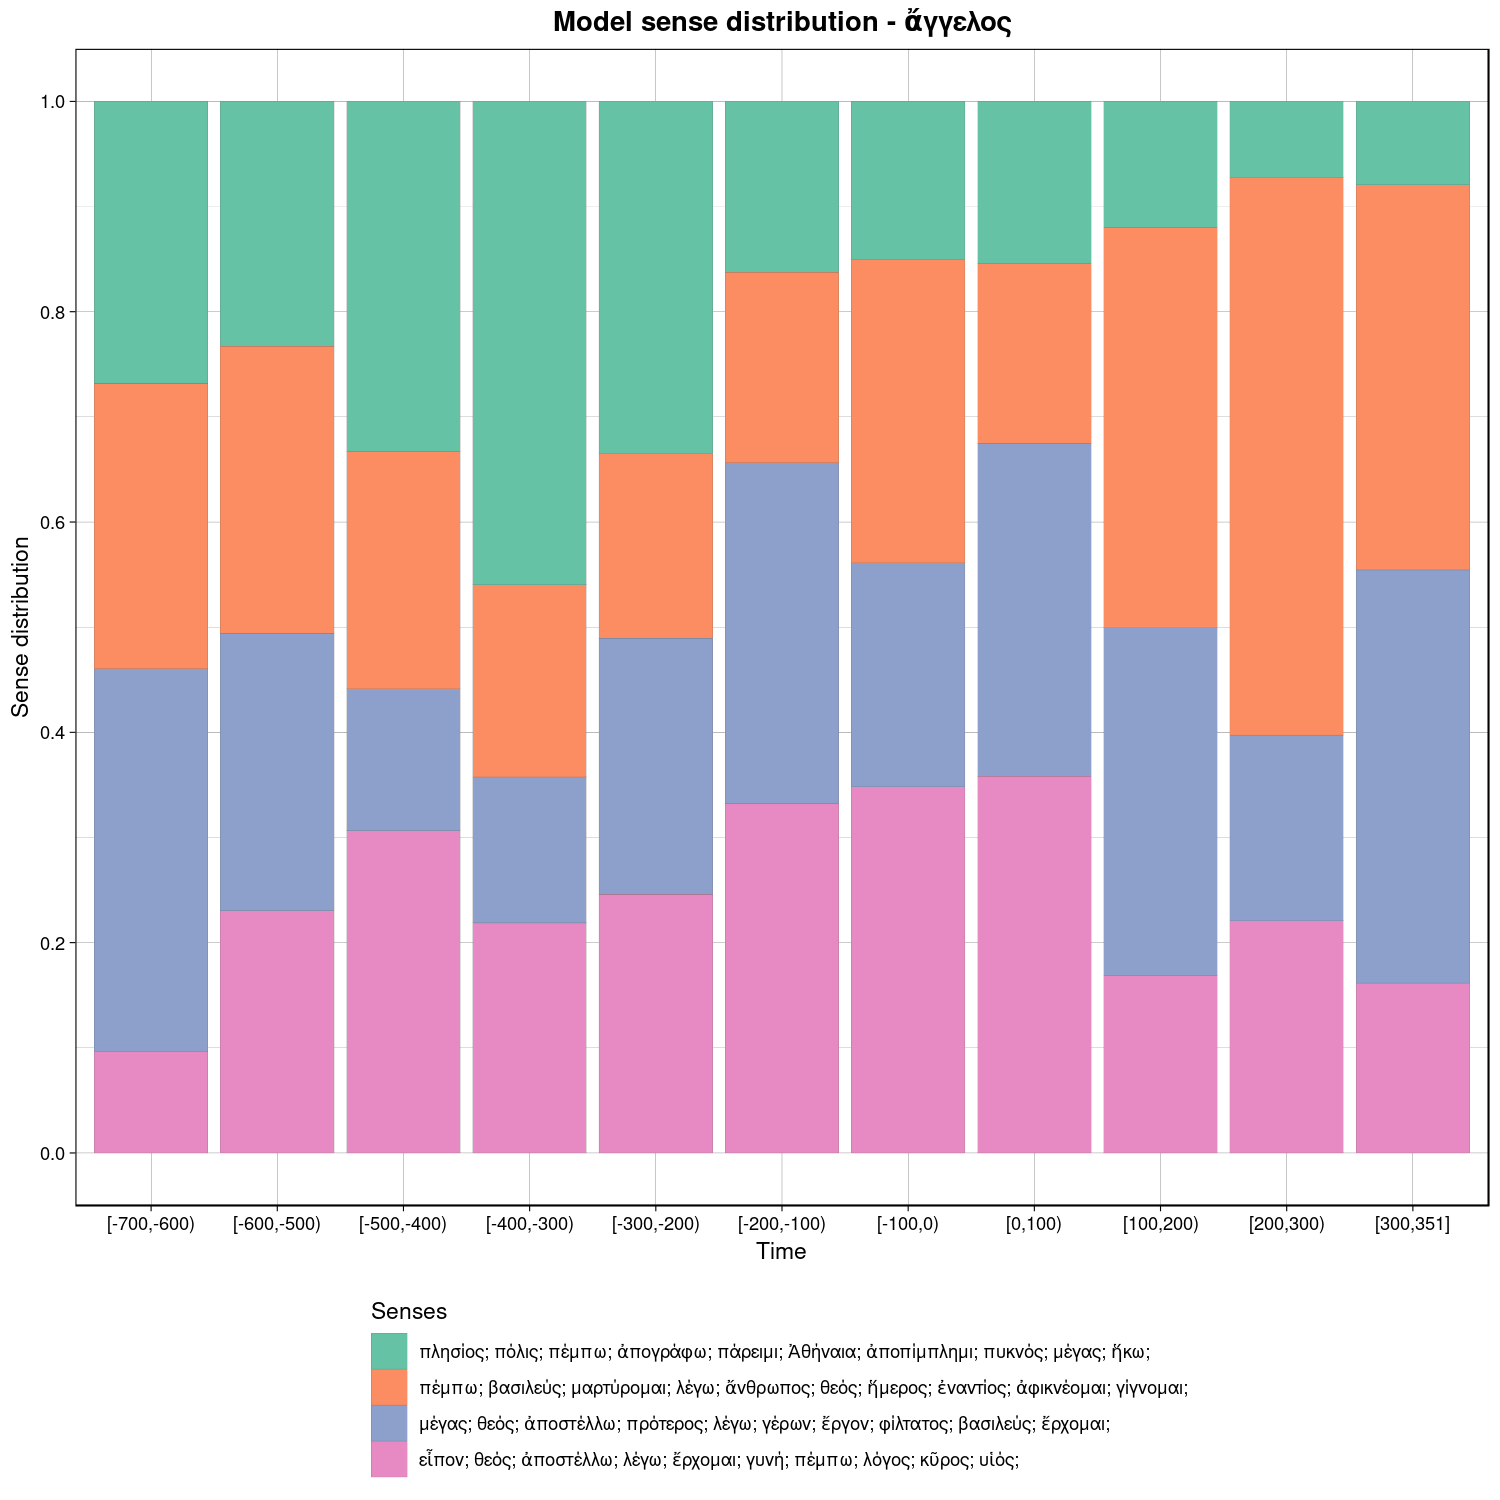 Model sense distribution - ἄγγελος
1.0
0.8
0.6
0.4
0.2
0.0
Sense distribution
[-700,-600) [-600,-500) [-500,-400) [-400,-300) [-300,-200) [-200,-100) [-100,0) [0,100) [100,200) [200,300) [300,351]
Time
Senses
πλησίος; πόλις; πέμπω; ἀπογράφω; πάρειμι; Ἀθήναια; ἀποπίμπλημι; πυκνός; μέγας; ἥκω;
πέμπω; βασιλεύς; μαρτύρομαι; λέγω; ἄνθρωπος; θεός; ἥμερος; ἐναντίος; ἀφικνέομαι; γίγνομαι;
μέγας; θεός; ἀποστέλλω; πρότερος; λέγω; γέρων; ἔργον; φίλτατος; βασιλεύς; ἔρχομαι;
εἶπον; θεός; ἀποστέλλω; λέγω; ἔρχομαι; γυνή; πέμπω; λόγος; κῦρος; υἱός;